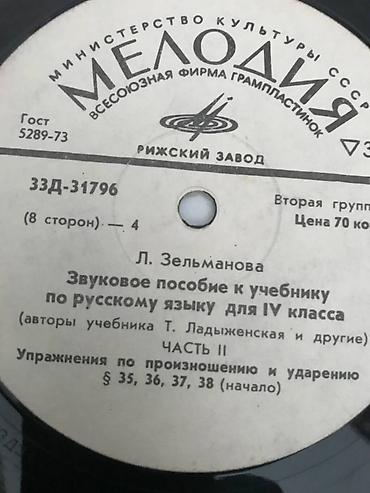 МИНИСТЕРСТВО КУЛЬТУРЫ СССР
МЕЛОДИЯ
ВСЕСОЮЗНАЯ ФИРМА ГРАМПЛАСТИНОК
Гост
5289-73
РИЖСКИЙ ЗАВОД
33Д-31796
Вторая групп
(8 сторон) — 4
Цена 70 ко
Л. Зельманова
Звуковое пособие к учебнику
по русскому языку для IV класса
(авторы учебника Т. Ладыженская и другие)
ЧАСТЬ II
Упражнения по произношению и ударению
§ 35, 36, 37, 38 (начало)